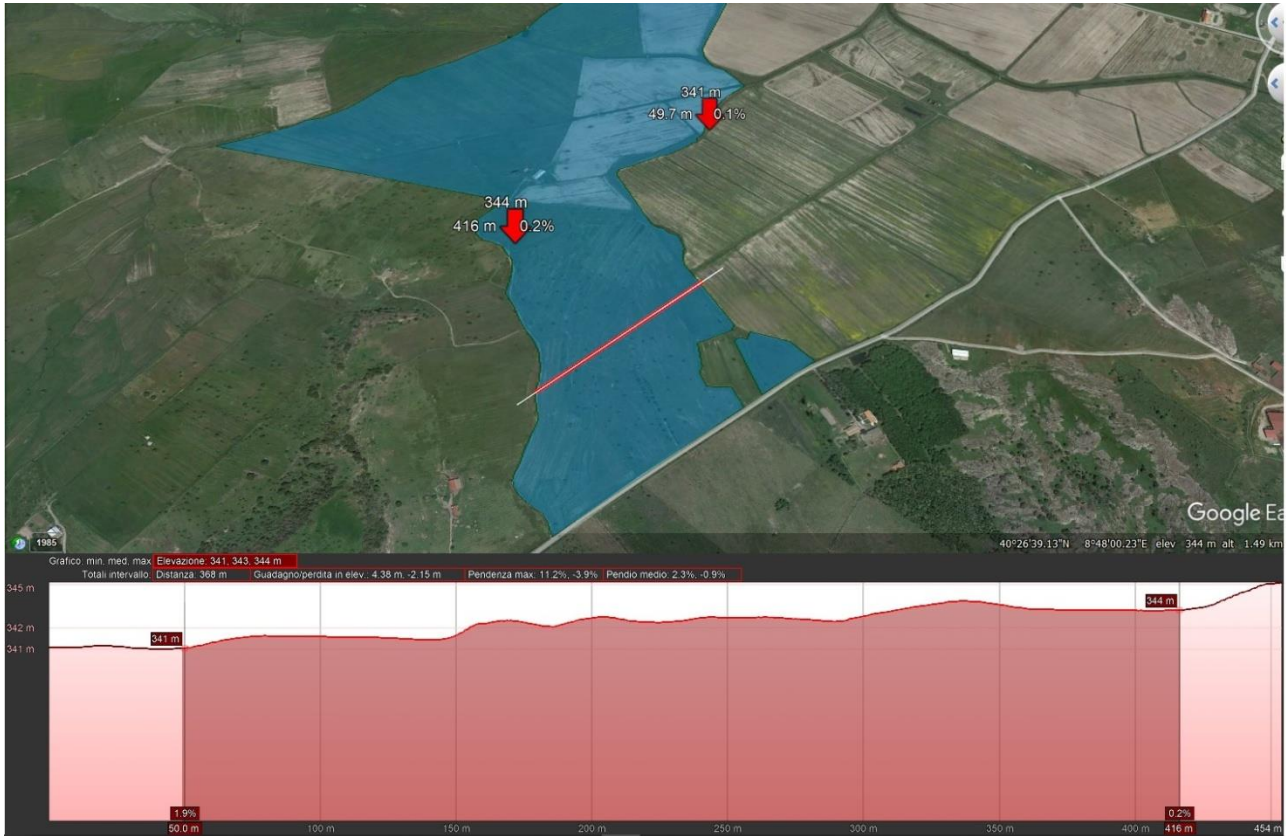 341 m
49.7 m 0.1%
344 m
416 m 0.2%
Google Ea
1985
40°26'39.13"N 8°48'00.23"E elev 344 m alt 1.49 km
Grafico: min, med, max Elevazione: 341, 343, 344 m
Totali intervallo: Distanza: 368 m Guadagno/perdita in elev.: 4.38 m, -2.15 m Pendenza max: 11.2%, -3.9% Pendio medio: 2.3%, -0.9%
345 m
344 m
342 m
341 m
341 m
1.9% 0.2%
50.0 m 100 m 150 m 200 m 250 m 300 m 350 m 400 m 416 m 454 m